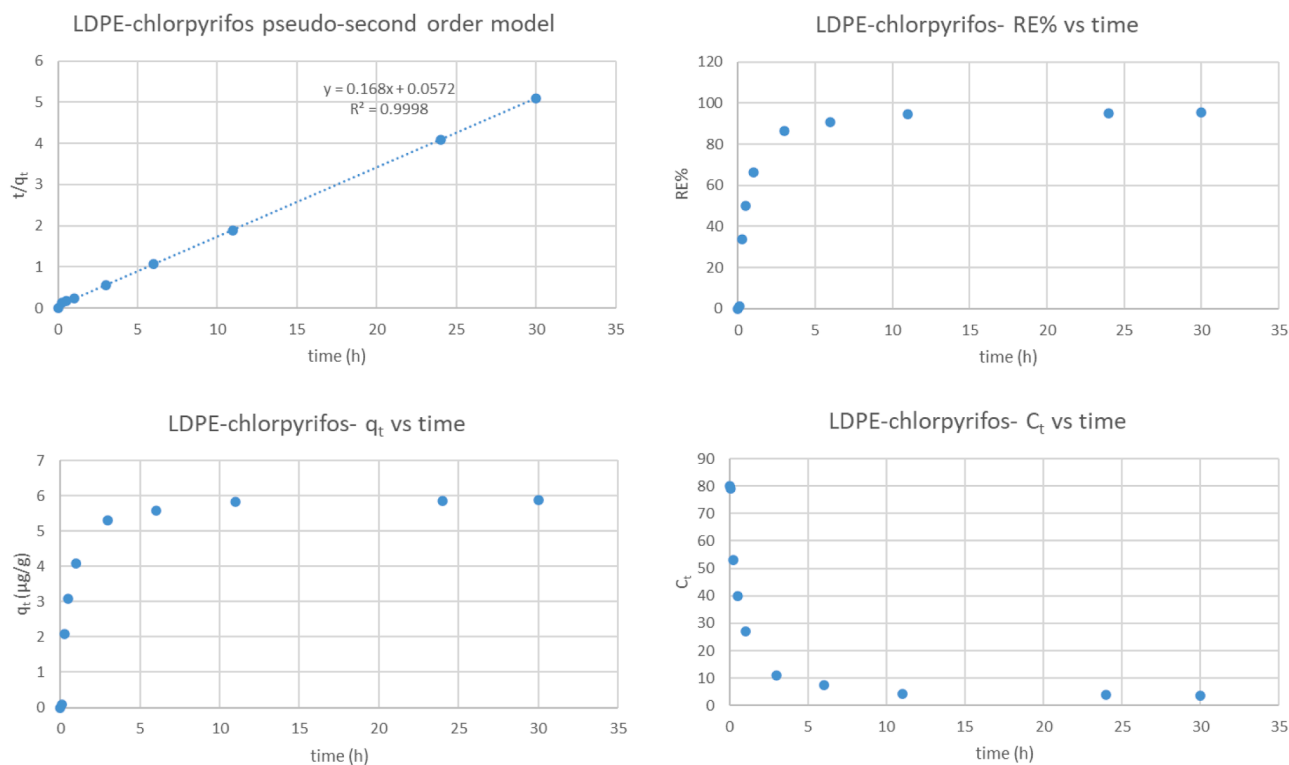 LDPE-chlorpyrifos pseudo-second order model
6
5
4
3
2
1
0
t/qt
y = 0.168x + 0.0572
R² = 0.9998
0 5 10 15 20 25 30 35
time (h)
LDPE-chlorpyrifos- RE% vs time
120
100
80
60
40
20
0
RE%
0 5 10 15 20 25 30 35
time (h)
LDPE-chlorpyrifos- qt vs time
7
6
5
4
3
2
1
0
qt (µg/g)
0 5 10 15 20 25 30 35
time (h)
LDPE-chlorpyrifos- Ct vs time
90
80
70
60
50
40
30
20
10
0
Ct
0 5 10 15 20 25 30 35
time (h)